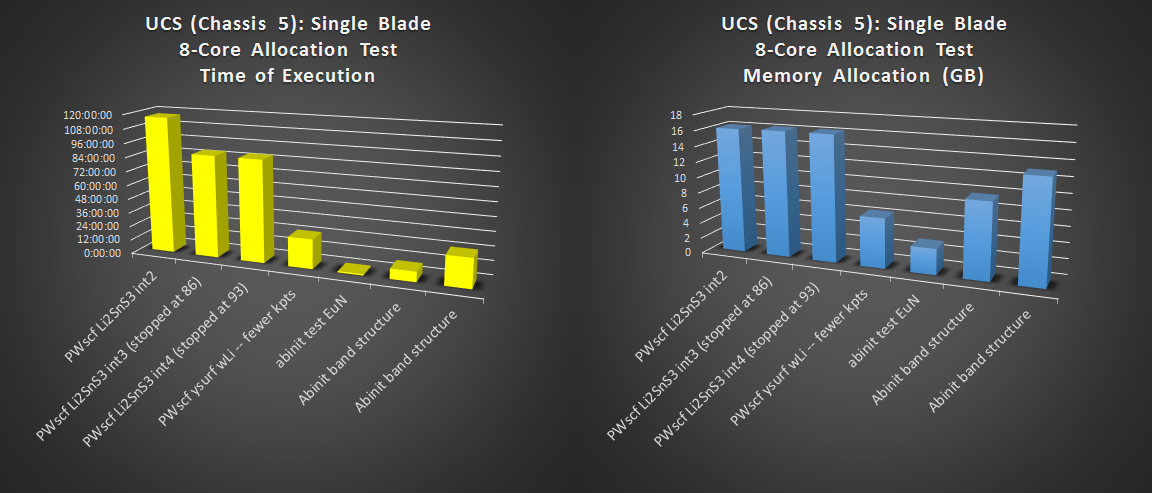 UCS (Chassis 5): Single Blade
8-Core Allocation Test
Time of Execution
120:00:00
108:00:00
96:00:00
84:00:00
72:00:00
60:00:00
48:00:00
36:00:00
24:00:00
12:00:00
0:00:00
PWscf Li2SnS3 int2
PWscf Li2SnS3 int3 (stopped at 86)
PWscf Li2SnS3 int4 (stopped at 93)
PWscf ysurf wLi -- fewer kpts
abinit test EuN
Abinit band structure
Abinit band structure
UCS (Chassis 5): Single Blade
8-Core Allocation Test
Memory Allocation (GB)
18
16
14
12
10
8
6
4
2
0
PWscf Li2SnS3 int2
PWscf Li2SnS3 int3 (stopped at 86)
PWscf Li2SnS3 int4 (stopped at 93)
PWscf ysurf wLi -- fewer kpts
abinit test EuN
Abinit band structure
Abinit band structure